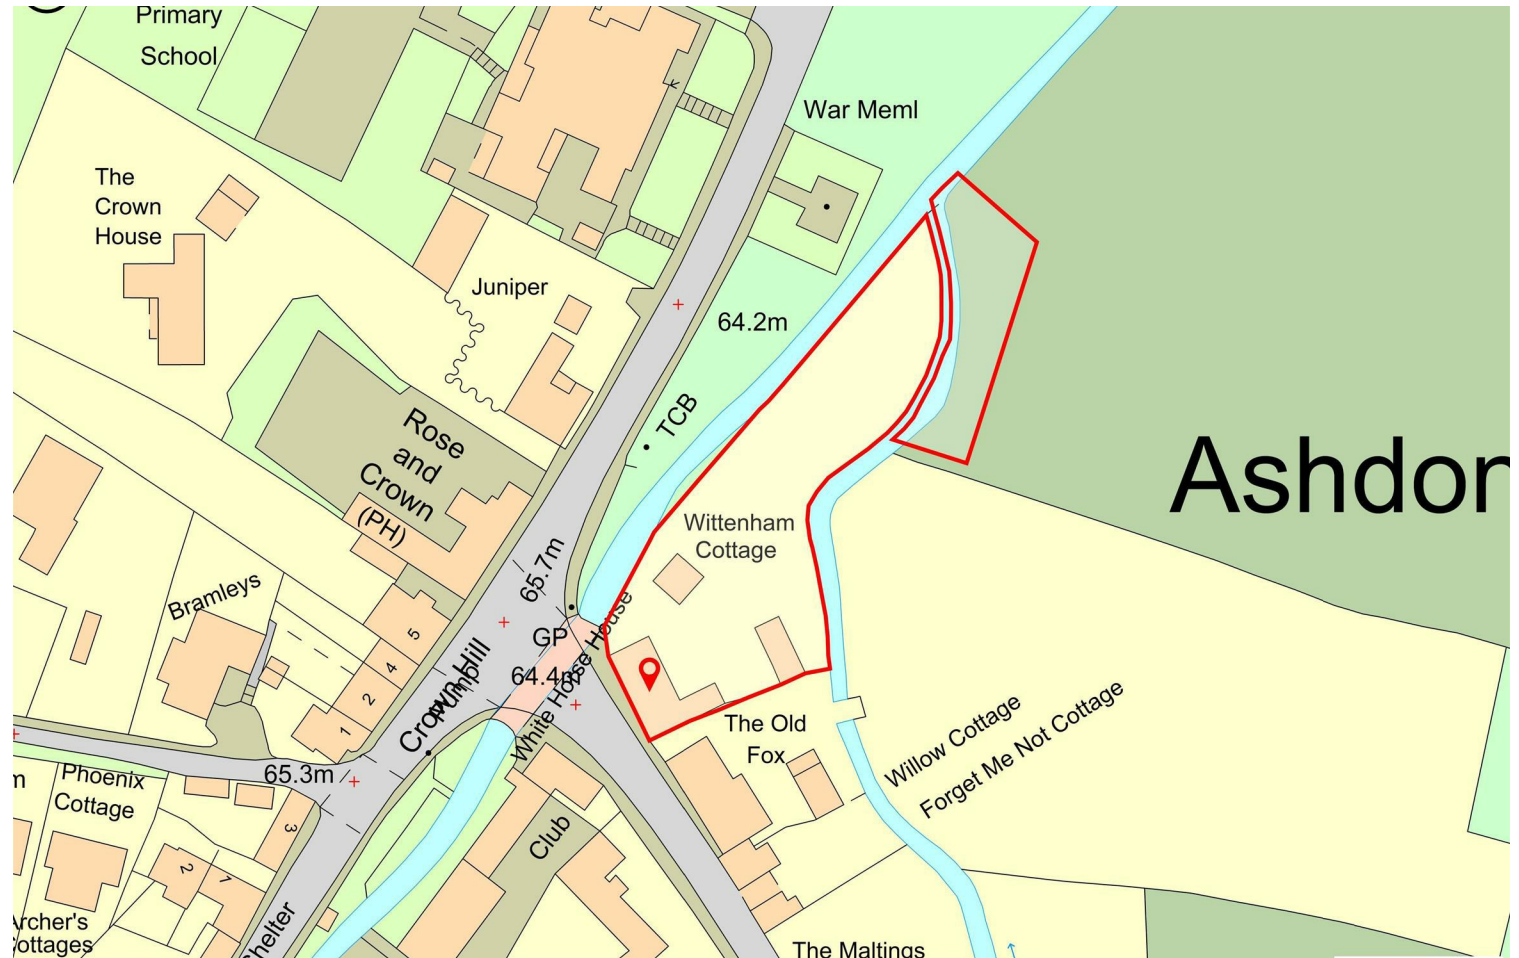 Primary
School
War Meml
The
Crown
House
Juniper
64.2m
TCB
Rose
and
Crown
(PH)
Wittenham
Cottage
65.7m
Bramleys
GP
64.4m
White Horse House
Crown Hill
Pump
5
4
2
1
Ashdon
The Old
Fox
Willow Cottage
Forget Me Not Cottage
65.3m
m
Phoenix
Cottage
3
2
1
Club
Archer's
Cottages
Shelter
The Maltings